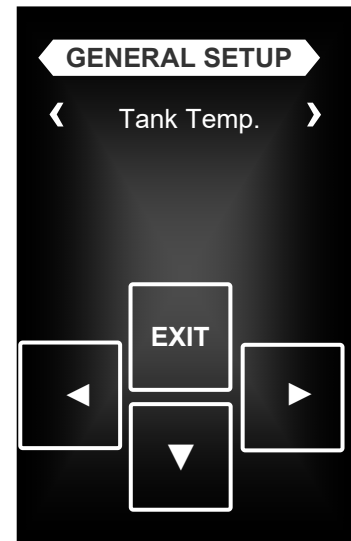 GENERAL SETUP
‹ Tank Temp. ›
EXIT
◄ ►
▼